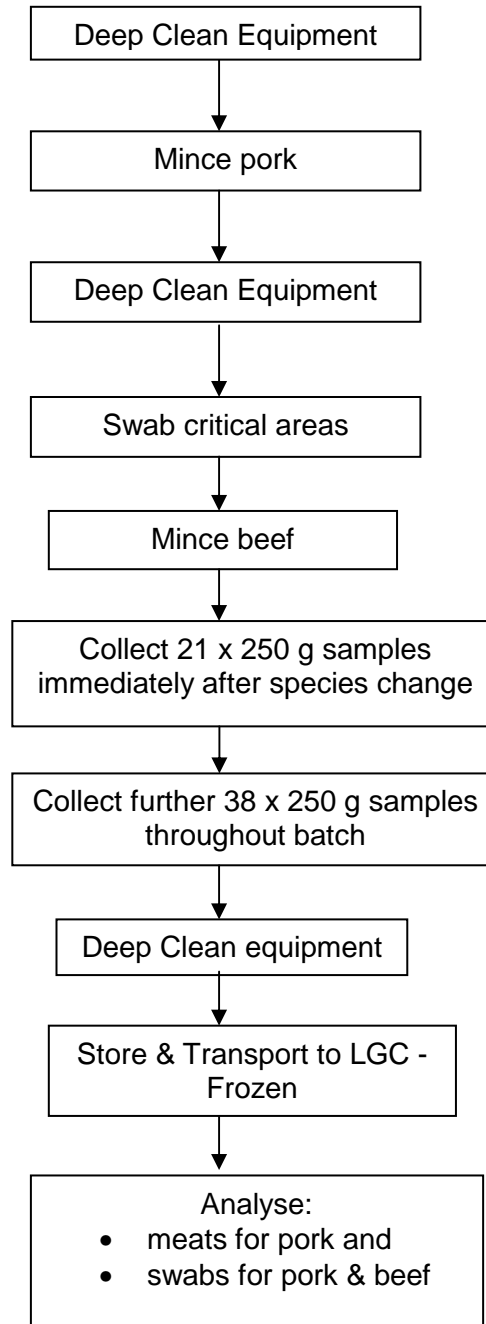 Deep Clean Equipment
Mince pork
Deep Clean Equipment
Swab critical areas
Mince beef
Collect 21 x 250 g samples
immediately after species change
Collect further 38 x 250 g samples
throughout batch
Deep Clean equipment
Store & Transport to LGC -
Frozen
Analyse:
• meats for pork and
• swabs for pork & beef